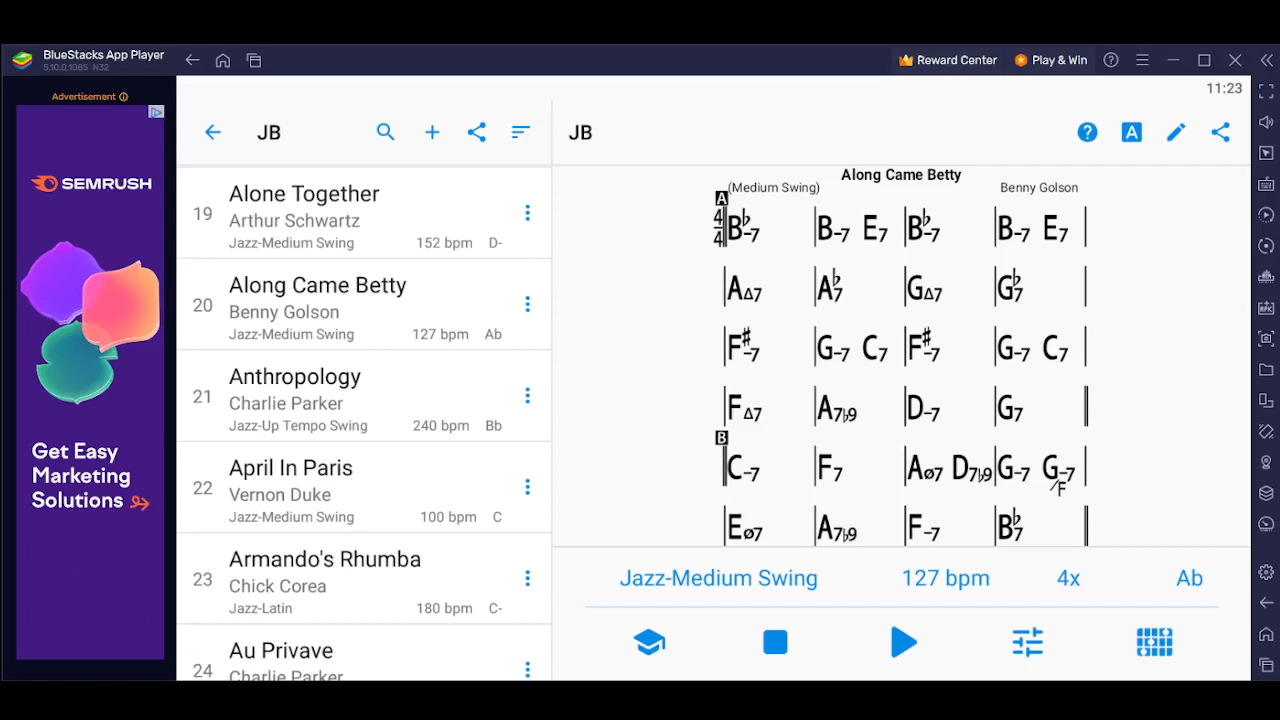 BlueStacks App Player
5.10.0.1085 N32
Reward Center
Play & Win
Advertisement
SEMRUSH
Get Easy
Marketing
Solutions
11:23
JB
19
Alone Together
Arthur Schwartz
Jazz-Medium Swing 152 bpm D-
20
Along Came Betty
Benny Golson
Jazz-Medium Swing 127 bpm Ab
21
Anthropology
Charlie Parker
Jazz-Up Tempo Swing 240 bpm Bb
22
April In Paris
Vernon Duke
Jazz-Medium Swing 100 bpm C
23
Armando's Rhumba
Chick Corea
Jazz-Latin 180 bpm C-
24
Au Privave
Charlie Parker
JB
A
Along Came Betty
(Medium Swing) Benny Golson
A
4/4 B♭-7 | B-7 E7 | B♭-7 | B-7 E7 |
| A△7 | A♭7 | G△7 | G♭7 |
| F♯-7 | G-7 C7 | F♯-7 | G-7 C7 |
| F△7 | A7♭9 | D-7 | G7 ||
B
C-7 | F7 | Aø7 D7♭9 | G-7 G-7/F |
| Eø7 | A7♭9 | F-7 | B♭7 ||
Jazz-Medium Swing 127 bpm 4x Ab